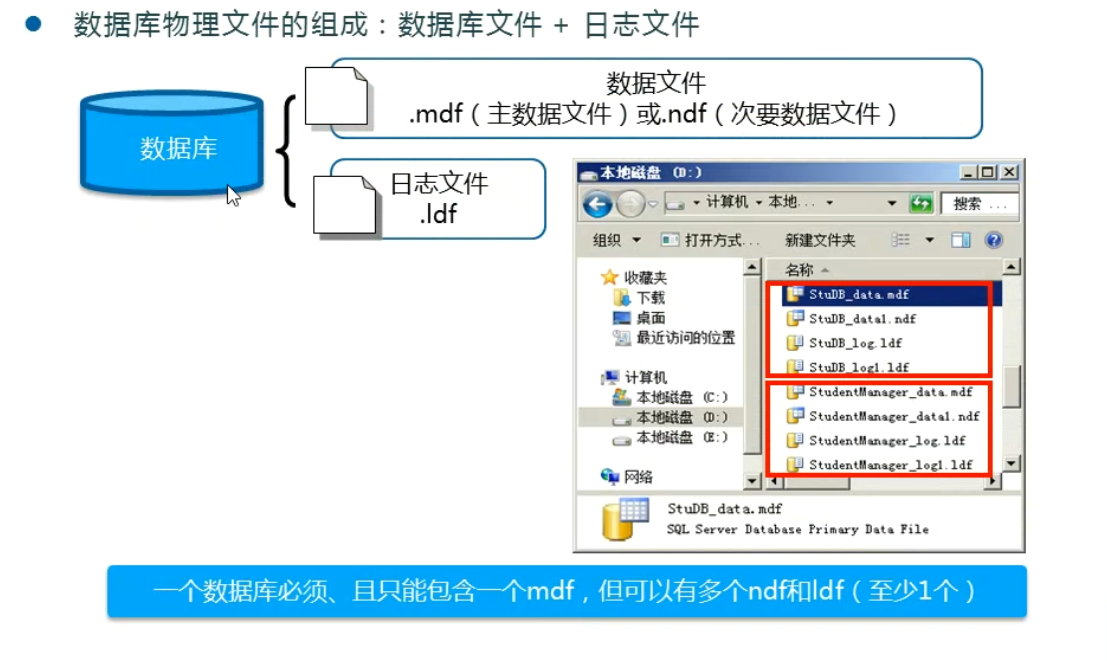 数据库物理文件的组成：数据库文件 + 日志文件
数据库
数据文件
.mdf（主数据文件）或.ndf（次要数据文件）
日志文件
.ldf
本地磁盘 (D:)
计算机 本地...
搜索 ...
组织
打开方式...
新建文件夹
收藏夹
下载
桌面
最近访问的位置
计算机
本地磁盘 (C:)
本地磁盘 (D:)
本地磁盘 (E:)
网络
名称
StuDB_data.mdf
StuDB_data1.ndf
StuDB_log.ldf
StuDB_log1.ldf
StudentManager_data.mdf
StudentManager_data1.ndf
StudentManager_log.ldf
StudentManager_log1.ldf
StuDB_data.mdf
SQL Server Database Primary Data File
一个数据库必须、且只能包含一个mdf，但可以有多个ndf和ldf（至少1个）